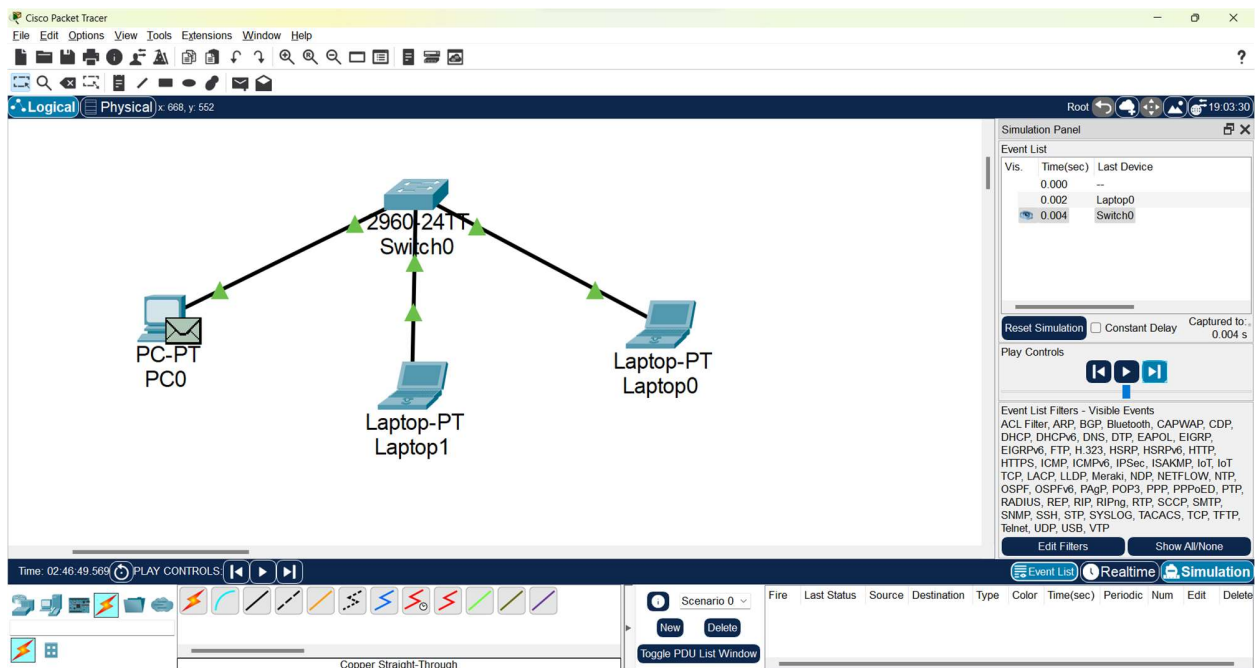 Cisco Packet Tracer
File Edit Options View Tools Extensions Window Help
?
Logical Physical x: 668, y: 552 Root 19:03:30
Simulation Panel
Event List
Vis. Time(sec) Last Device
0.000 --
0.002 Laptop0
0.004 Switch0
2960-24TT
Switch0
PC-PT
PC0
Laptop-PT
Laptop1
Laptop-PT
Laptop0
Reset Simulation Constant Delay Captured to:
0.004 s
Play Controls
Event List Filters - Visible Events
ACL Filter, ARP, BGP, Bluetooth, CAPWAP, CDP,
DHCP, DHCPv6, DNS, DTP, EAPOL, EIGRP,
EIGRPv6, FTP, H.323, HSRP, HSRPv6, HTTP,
HTTPS, ICMP, ICMPv6, IPSec, ISAKMP, IoT, IoT
TCP, LACP, LLDP, Meraki, NDP, NETFLOW, NTP,
OSPF, OSPFv6, PAgP, POP3, PPP, PPPoED, PTP,
RADIUS, REP, RIP, RIPng, RTP, SCCP, SMTP,
SNMP, SSH, STP, SYSLOG, TACACS, TCP, TFTP,
Telnet, UDP, USB, VTP
Edit Filters Show All/None
Time: 02:46:49.569 PLAY CONTROLS: Event List Realtime Simulation
Scenario 0 Fire Last Status Source Destination Type Color Time(sec) Periodic Num Edit Delete
New Delete
Toggle PDU List Window
Copper Straight-Through